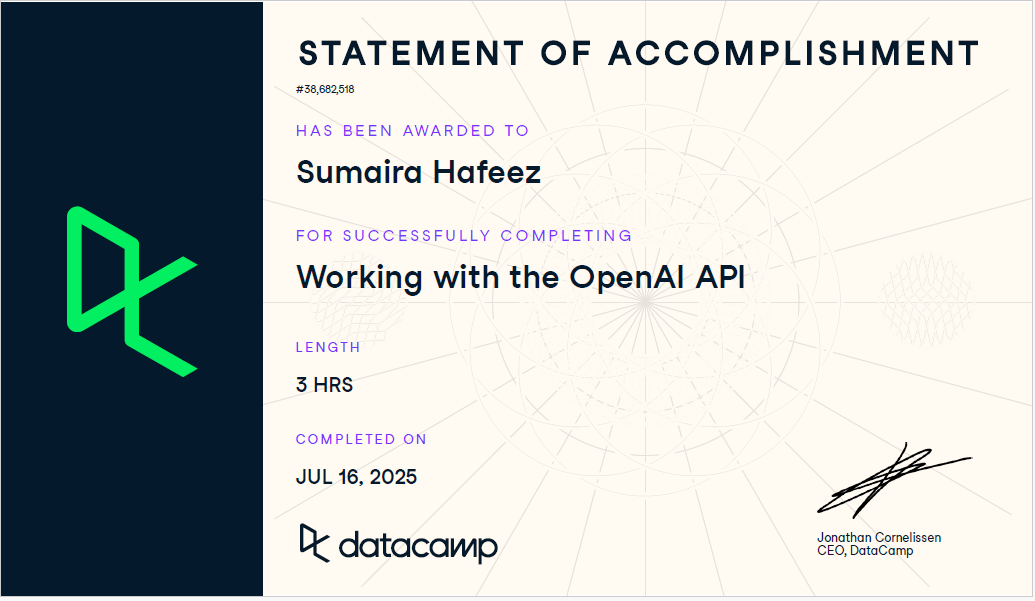 STATEMENT OF ACCOMPLISHMENT
#38,682,518
HAS BEEN AWARDED TO
Sumaira Hafeez
FOR SUCCESSFULLY COMPLETING
Working with the OpenAI API
LENGTH
3 HRS
COMPLETED ON
JUL 16, 2025
datacamp
Jonathan Cornelissen
CEO, DataCamp